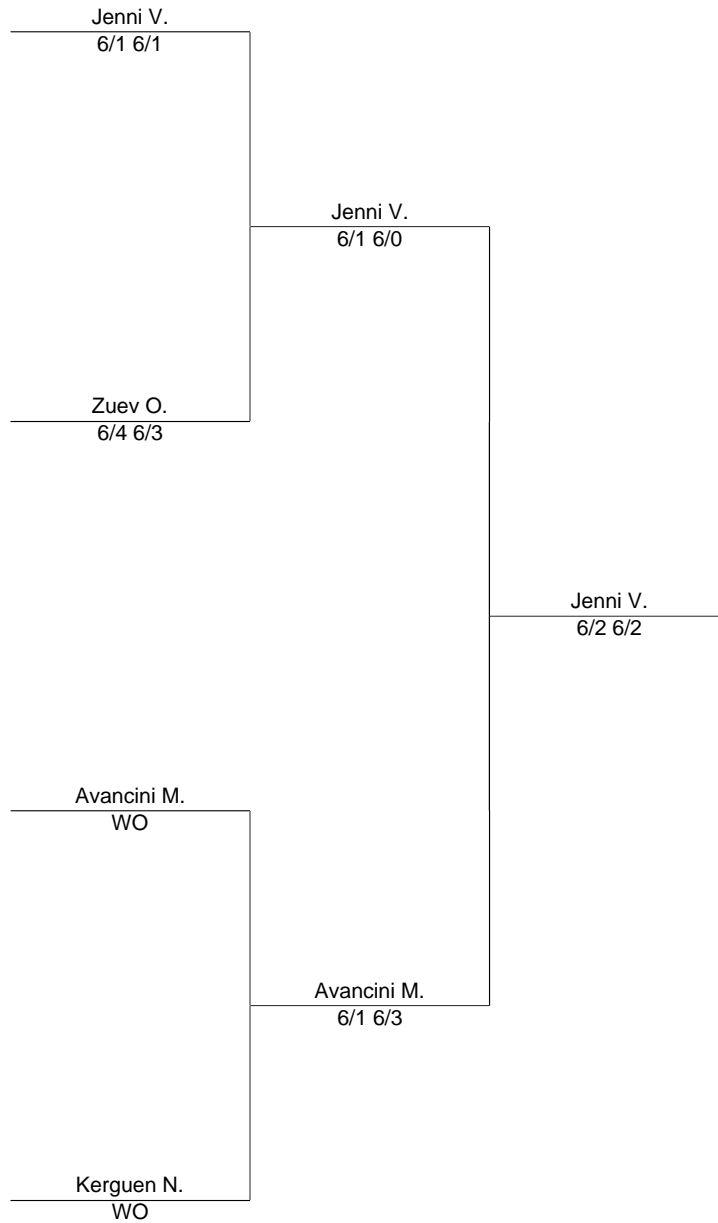 Jenni V.
6/1 6/1
Jenni V.
6/1 6/0
Zuev O.
6/4 6/3
Jenni V.
6/2 6/2
Avancini M.
WO
Avancini M.
6/1 6/3
Kerguen N.
WO